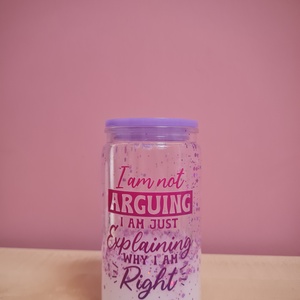 I am not
ARGUING
I AM JUST
Explaining
WHY I AM
Right